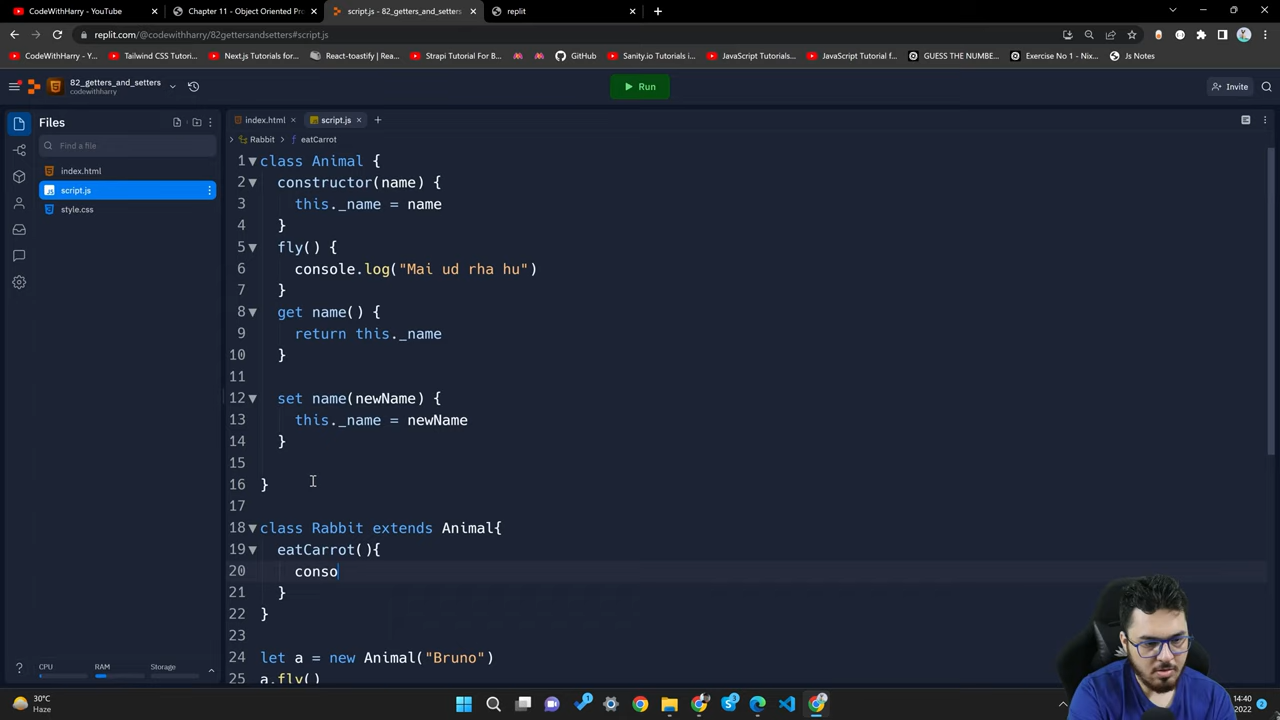 CodeWithHarry - YouTube
Chapter 11 - Object Oriented Pro
script.js - 82_getters_and_setters
replit
replit.com/@codewithharry/82gettersandsetters#script.js
CodeWithHarry - Yo...
Tailwind CSS Tutori...
Next.js Tutorials for...
React-toastify | Rea...
Strapi Tutorial For B...
GitHub
Sanity.io Tutorials i...
JavaScript Tutorials...
JavaScript Tutorial f...
GUESS THE NUMBE...
Exercise No 1 - Nix...
Js Notes
82_getters_and_setters
codewithharry
Run
Invite
Files
index.html
script.js
Find a file
Rabbit
eatCarrot
index.html
script.js
style.css
1 class Animal {
2 constructor(name) {
3 this._name = name
4 }
5 fly() {
6 console.log("Mai ud rha hu")
7 }
8 get name() {
9 return this._name
10 }
11
12 set name(newName) {
13 this._name = newName
14 }
15
16 }
17
18 class Rabbit extends Animal{
19 eatCarrot(){
20 conso
21 }
22 }
23
24 let a = new Animal("Bruno")
25 a.fly()
CPU
RAM
Storage
30°C
Haze
14:40
2022